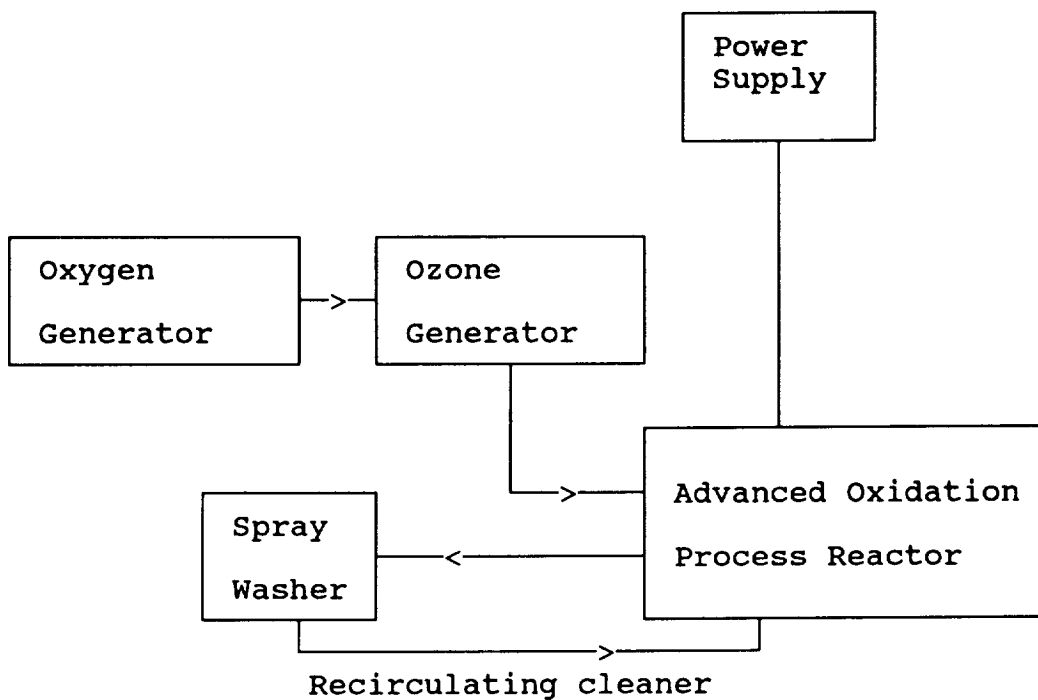 Power
Supply
Oxygen
Generator
Ozone
Generator
Advanced Oxidation
Process Reactor
Spray
Washer
Recirculating cleaner